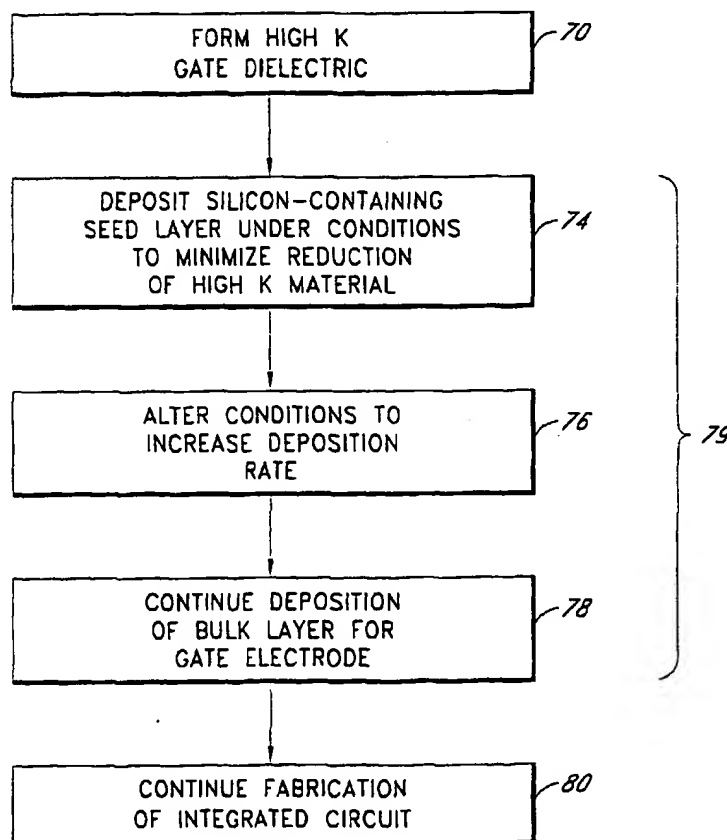 FORM HIGH K
GATE DIELECTRIC
70
DEPOSIT SILICON-CONTAINING
SEED LAYER UNDER CONDITIONS
TO MINIMIZE REDUCTION
OF HIGH K MATERIAL
74
ALTER CONDITIONS TO
INCREASE DEPOSITION
RATE
76
79
CONTINUE DEPOSITION
OF BULK LAYER FOR
GATE ELECTRODE
78
CONTINUE FABRICATION
OF INTEGRATED CIRCUIT
80